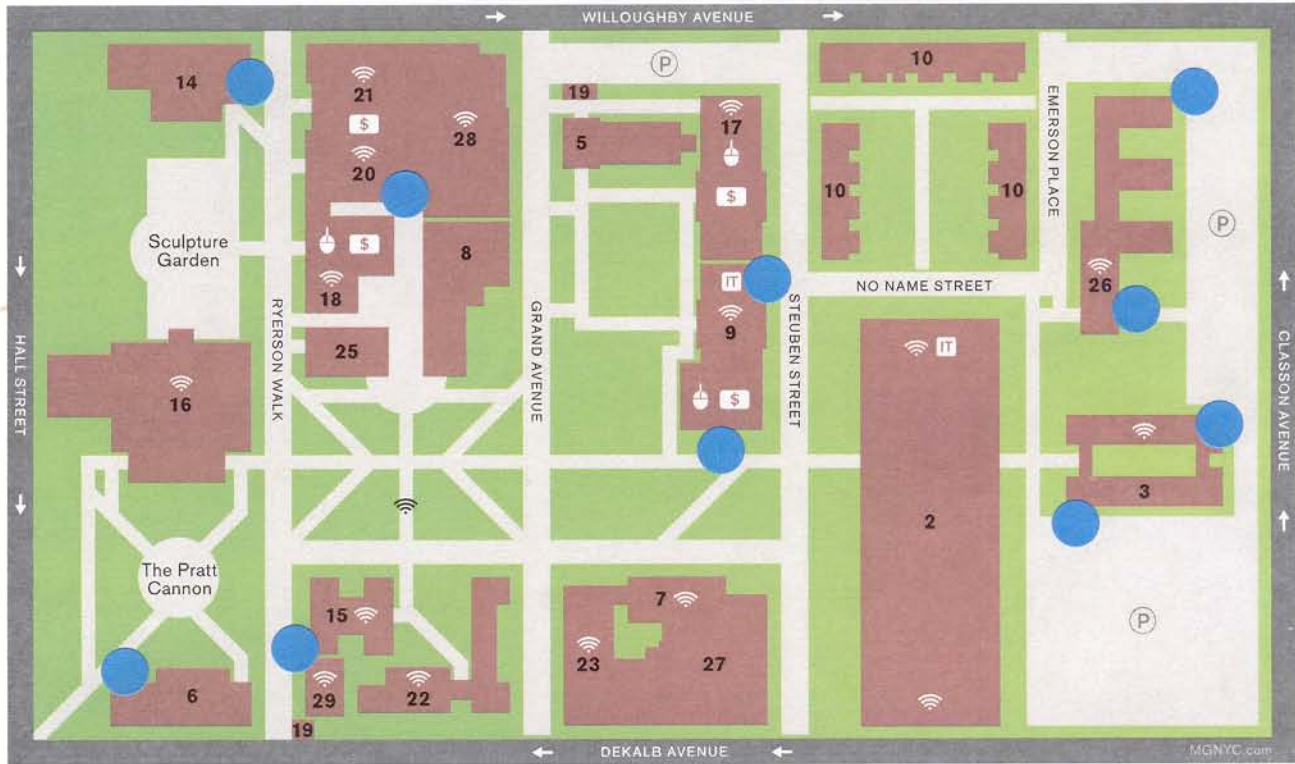 WILLOUGHBY AVENUE
14
21
$
28
20
19
5
17
$
P
10
10
10
EMERSON PLACE
P
Sculpture
Garden
$
18
8
IT
9
NO NAME STREET
26
HALL STREET
RYERSON WALK
GRAND AVENUE
STEUBEN STREET
CLASSON AVENUE
25
16
$
IT
3
2
The Pratt
Cannon
15
7
23
27
P
6
29
22
19
DEKALB AVENUE
MGNYC.com